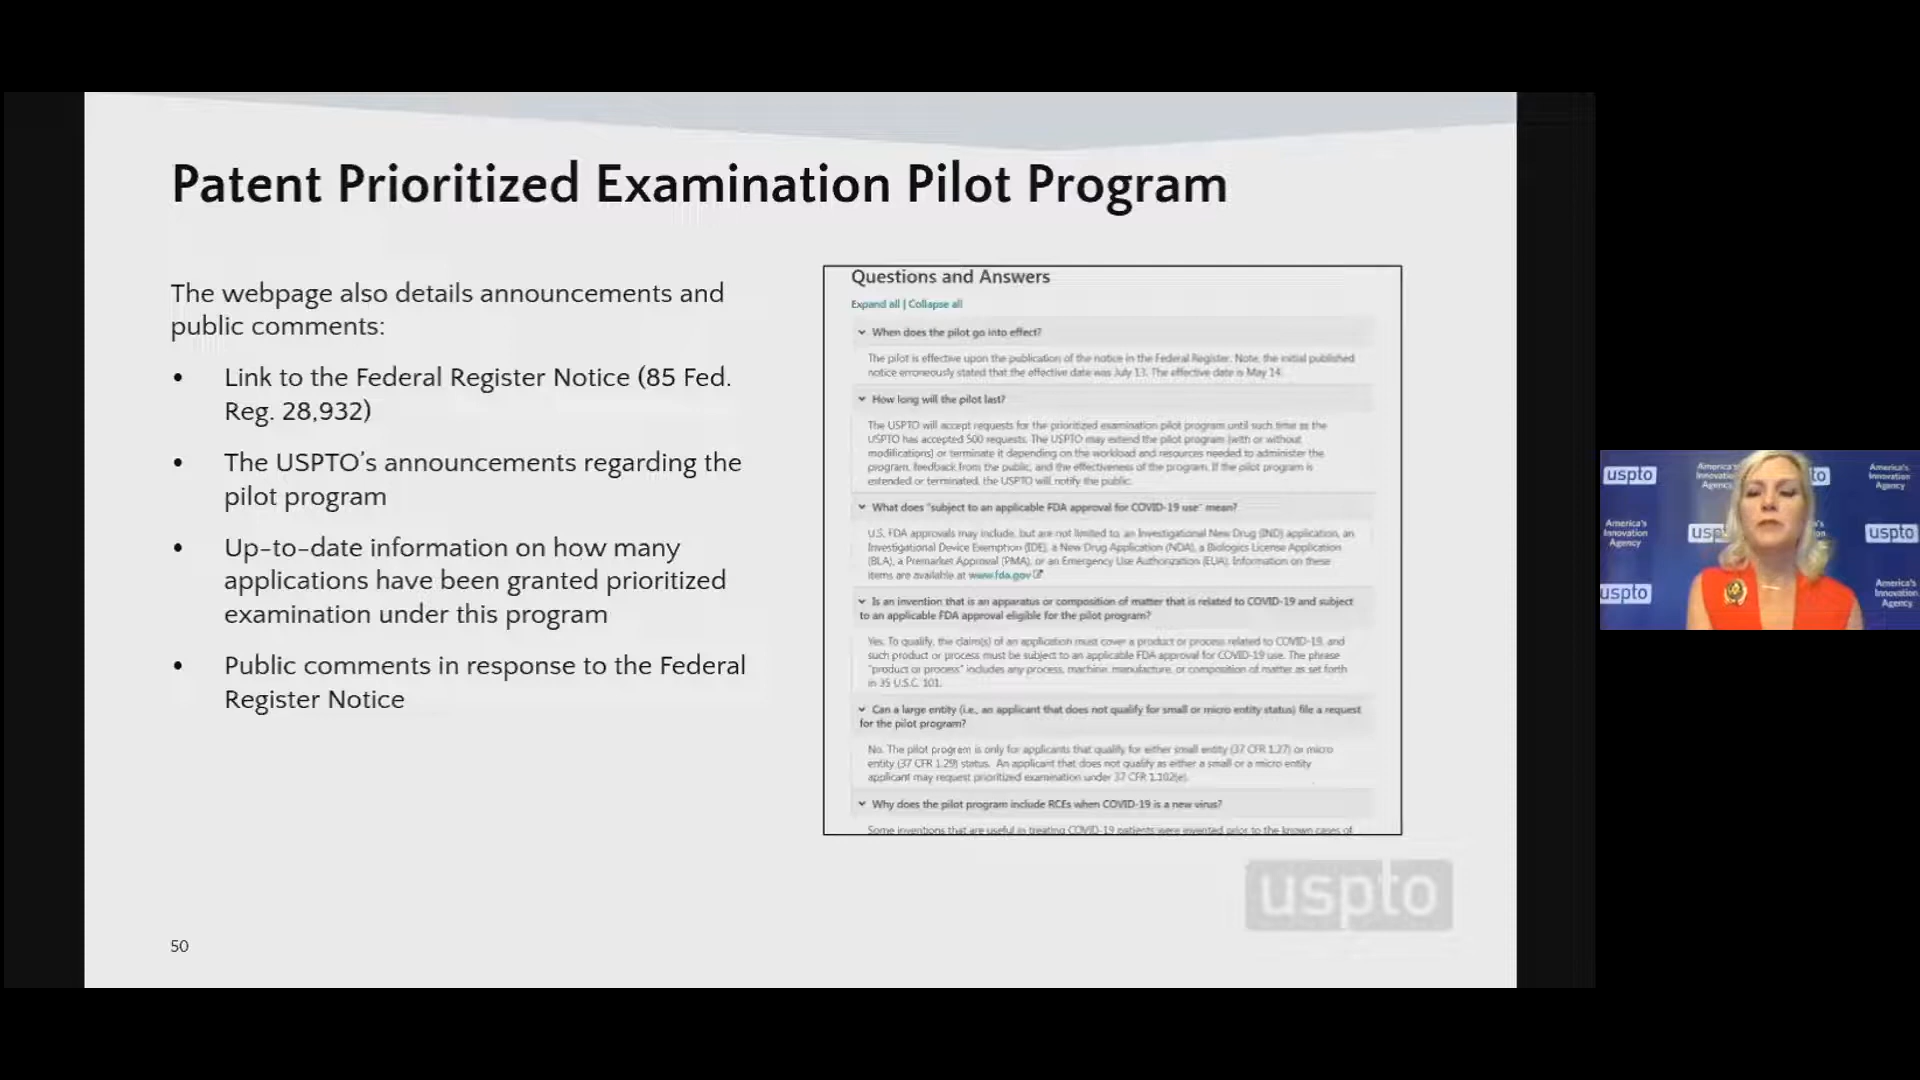 Patent Prioritized Examination Pilot Program
The webpage also details announcements and
public comments:
• Link to the Federal Register Notice (85 Fed.
Reg. 28,932)
• The USPTO's announcements regarding the
pilot program
• Up-to-date information on how many
applications have been granted prioritized
examination under this program
• Public comments in response to the Federal
Register Notice
50
Questions and Answers
Expand all | Collapse all
When does the pilot go into effect?
The pilot is effective upon the publication of the notice in the Federal Register. Note, the initial published
notice erroneously stated that the effective date was July 13. The effective date is May 14.
How long will the pilot last?
The USPTO will accept requests for the prioritized examination pilot program until such time as the
USPTO has accepted 500 requests. The USPTO may extend the pilot program (with or without
modifications) or terminate it depending on the workload and resources needed to administer the
program, feedback from the public, and the effectiveness of the program. If the pilot program is
extended or terminated, the USPTO will notify the public.
What does "subject to an applicable FDA approval for COVID-19 use" mean?
U.S. FDA approvals may include, but are not limited to, an Investigational New Drug (IND) application, an
Investigational Device Exemption (IDE), a New Drug Application (NDA), a Biologics License Application
(BLA), a Premarket Approval (PMA), or an Emergency Use Authorization (EUA). Information on these
items are available at www.fda.gov
Is an invention that is an apparatus or composition of matter that is related to COVID-19 and subject
to an applicable FDA approval eligible for the pilot program?
Yes. To qualify, the claim(s) of an application must cover a product or process related to COVID-19, and
such product or process must be subject to an applicable FDA approval for COVID-19 use. The phrase
"product or process" includes any process, machine, manufacture, or composition of matter as set forth
in 35 U.S.C. 101.
Can a large entity (i.e., an applicant that does not qualify for small or micro entity status) file a request
for the pilot program?
No. The pilot program is only for applicants that qualify for either small entity (37 CFR 1.27) or micro
entity (37 CFR 1.29) status. An applicant that does not qualify as either a small or a micro entity
applicant may request prioritized examination under 37 CFR 1.102(e).
Why does the pilot program include RCEs when COVID-19 is a new virus?
Some inventions that are useful in treating COVID-19 patients were invented prior to the known cases of
uspto
uspto
America's
Innovation
Agency
America's
Innovation
Agency
America's
Innovation
Agency
uspto
uspto
America's
Innovation
Agency